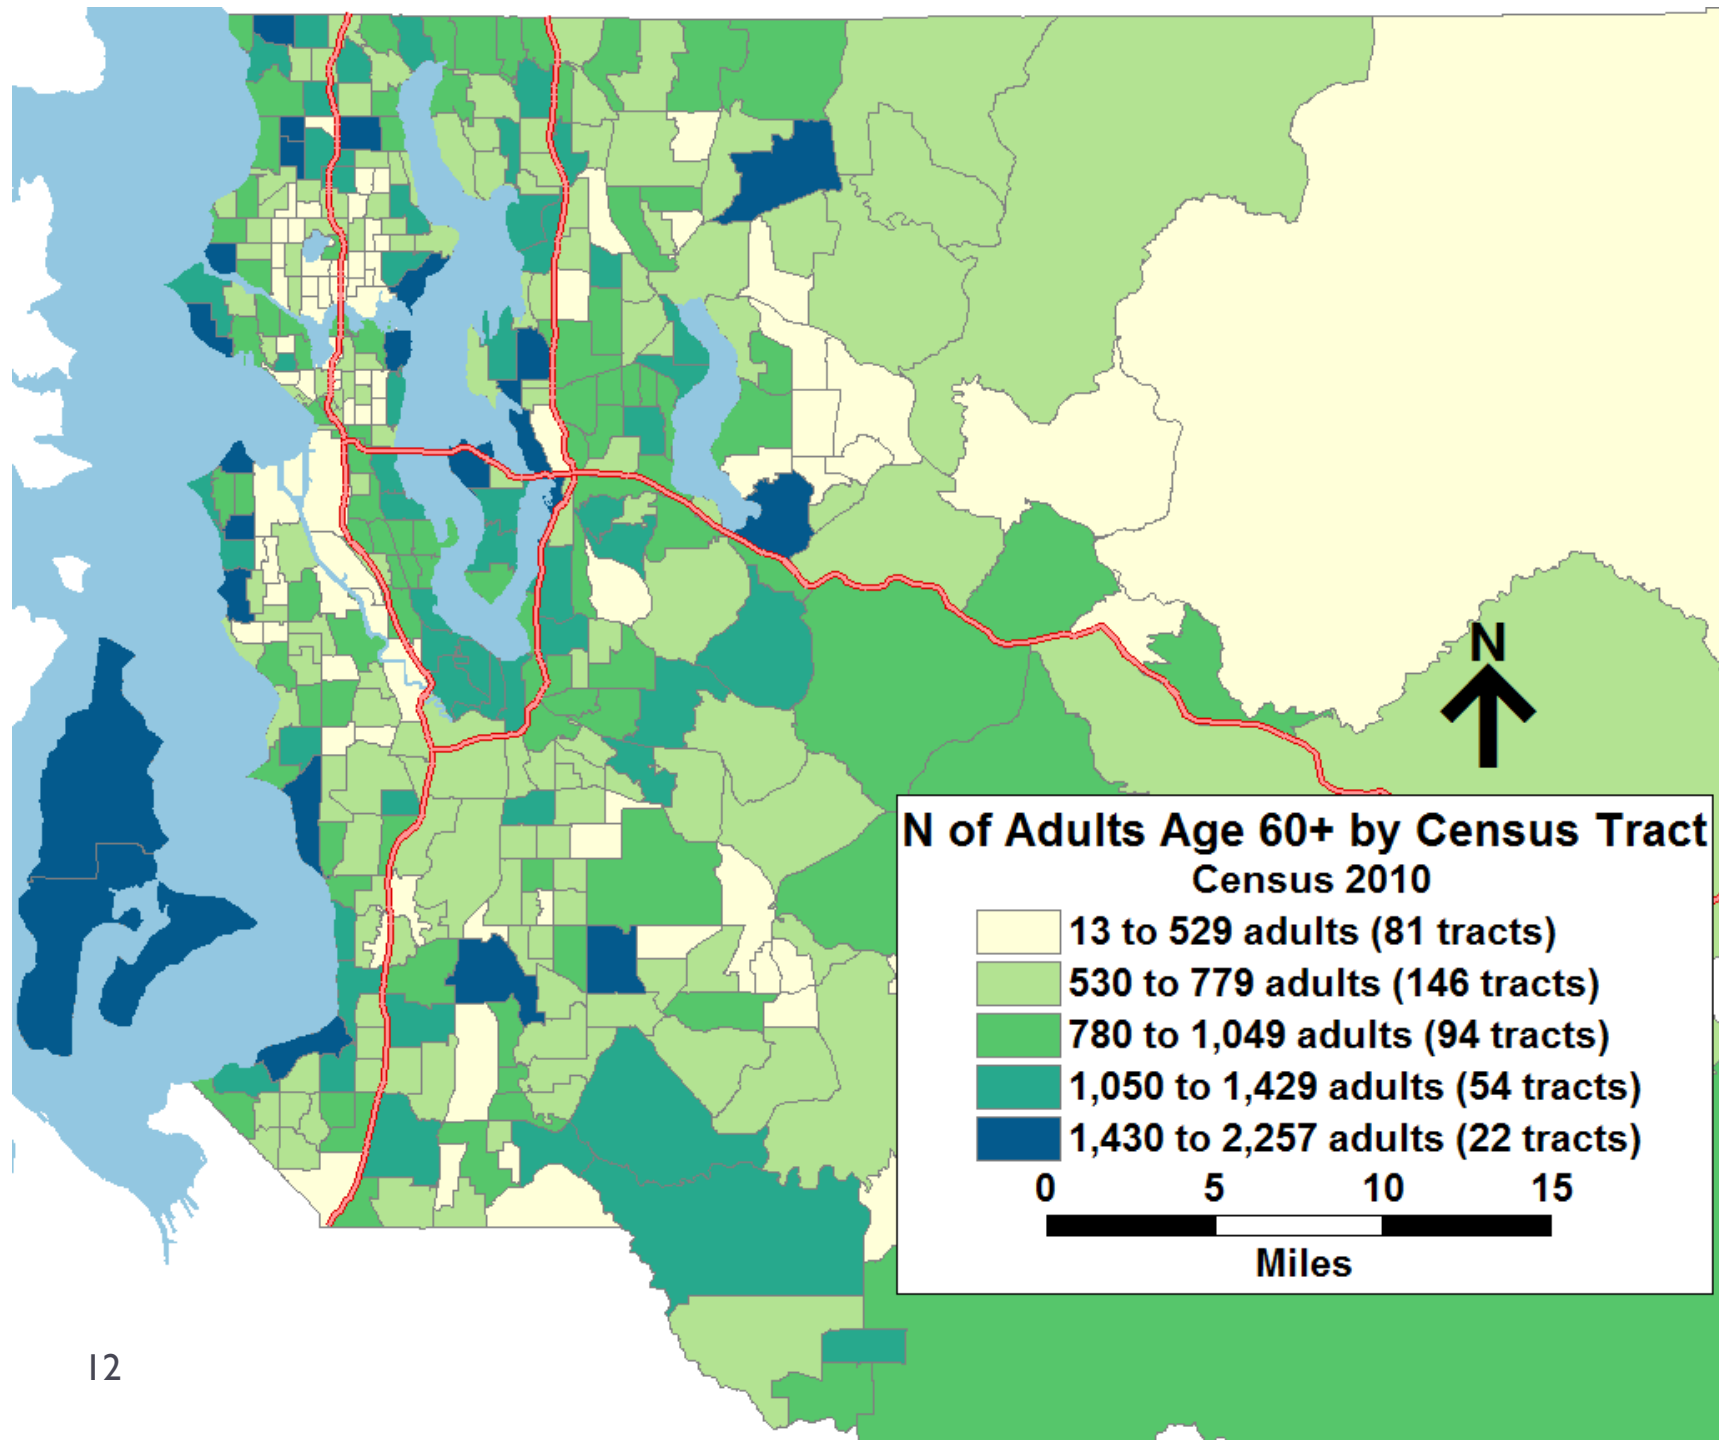 N
N of Adults Age 60+ by Census Tract
Census 2010
13 to 529 adults (81 tracts)
530 to 779 adults (146 tracts)
780 to 1,049 adults (94 tracts)
1,050 to 1,429 adults (54 tracts)
1,430 to 2,257 adults (22 tracts)
0 5 10 15
Miles
12